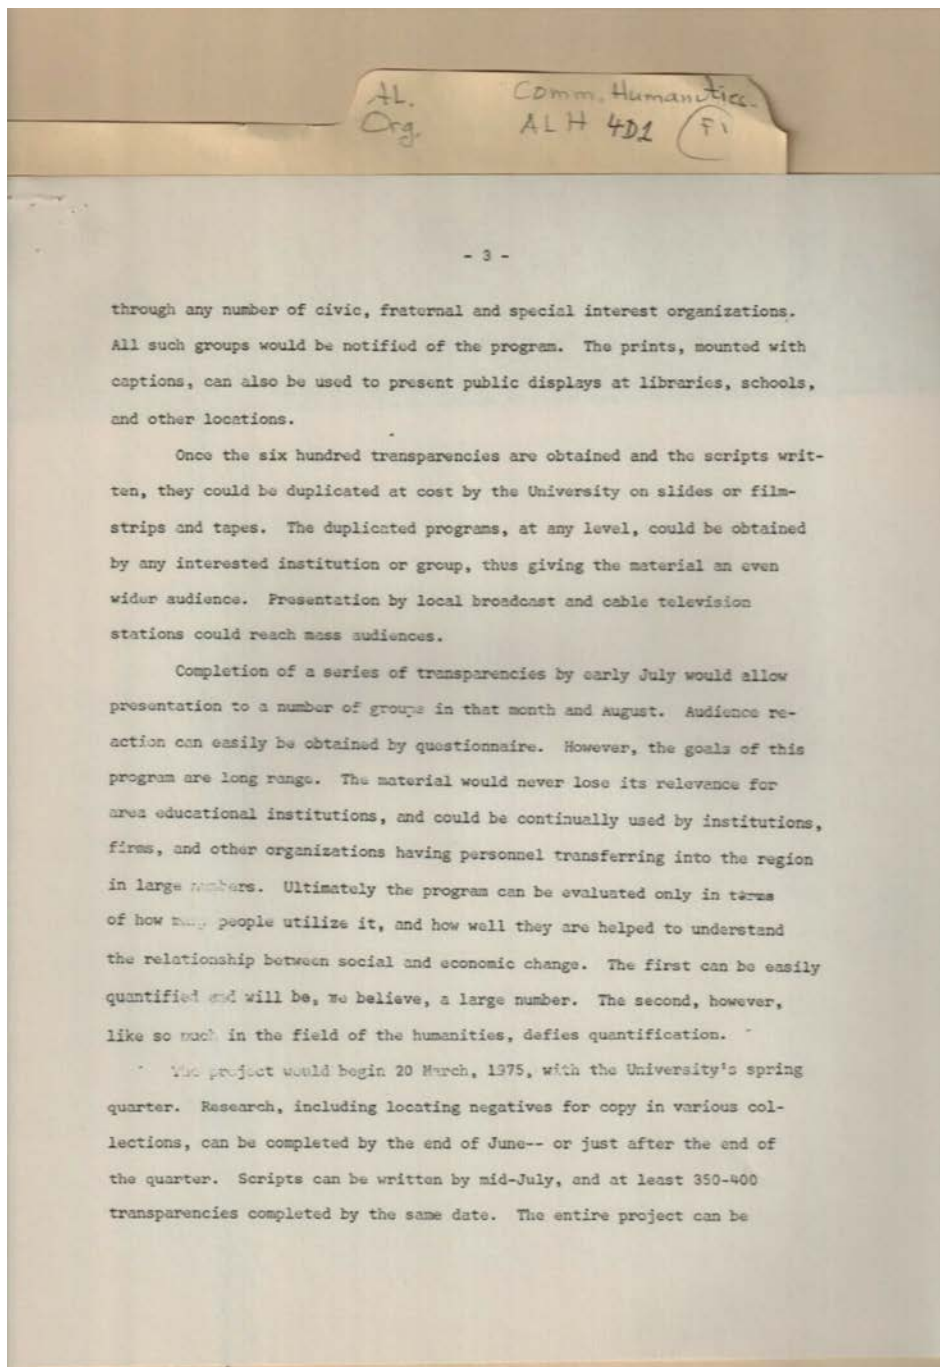 AL. Comm. Humanities.
Org. ALH 4D1 F1
- 3 -
through any number of civic, fraternal and special interest organizations.
All such groups would be notified of the program. The prints, mounted with
captions, can also be used to present public displays at libraries, schools,
and other locations.
Once the six hundred transparencies are obtained and the scripts writ-
ten, they could be duplicated at cost by the University on slides or film-
strips and tapes. The duplicated programs, at any level, could be obtained
by any interested institution or group, thus giving the material an even
wider audience. Presentation by local broadcast and cable television
stations could reach mass audiences.
Completion of a series of transparencies by early July would allow
presentation to a number of groups in that month and August. Audience re-
action can easily be obtained by questionnaire. However, the goals of this
program are long range. The material would never lose its relevance for
area educational institutions, and could be continually used by institutions,
firms, and other organizations having personnel transferring into the region
in large numbers. Ultimately the program can be evaluated only in terms
of how many people utilize it, and how well they are helped to understand
the relationship between social and economic change. The first can be easily
quantified and will be, we believe, a large number. The second, however,
like so much in the field of the humanities, defies quantification.
The project would begin 20 March, 1975, with the University's spring
quarter. Research, including locating negatives for copy in various col-
lections, can be completed by the end of June-- or just after the end of
the quarter. Scripts can be written by mid-July, and at least 350-400
transparencies completed by the same date. The entire project can be